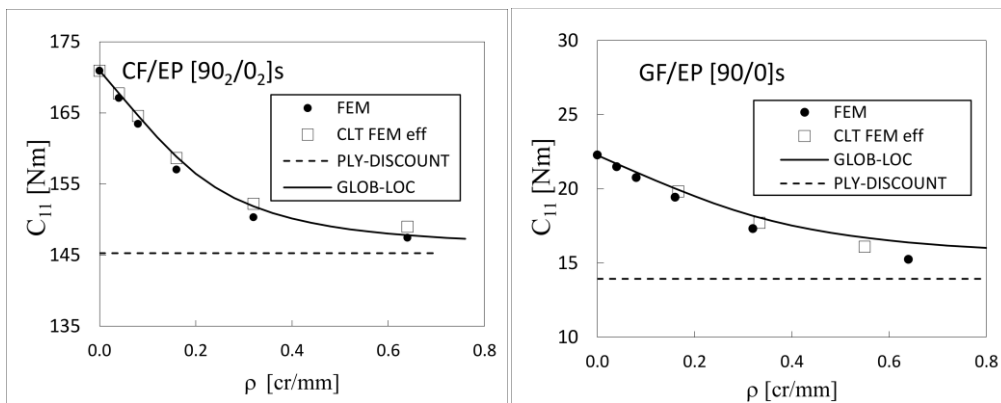 175
165
155
145
135
C₁₁ [Nm]
CF/EP [90₂/0₂]s
FEM
CLT FEM eff
PLY-DISCOUNT
GLOB-LOC
0.0 0.2 0.4 0.6 0.8
ρ [cr/mm]
30
25
20
15
10
C₁₁ [Nm]
GF/EP [90/0]s
FEM
CLT FEM eff
GLOB-LOC
PLY-DISCOUNT
0.0 0.2 0.4 0.6 0.8
ρ [cr/mm]